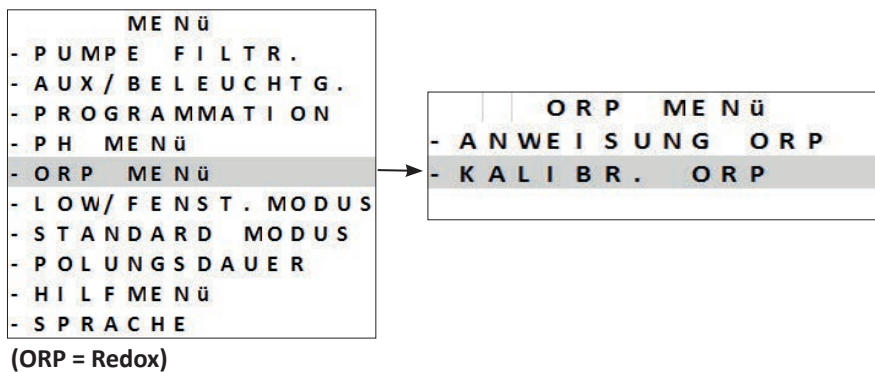 MENü
- PUMPE FILTR.
- AUX/BELEUCHTG.
- PROGRAMMATION
- PH MENü
- ORP MENü
- LOW/FENST. MODUS
- STANDARD MODUS
- POLUNGSDAUER
- HILFMENü
- SPRACHE
(ORP = Redox)
ORP MENü
- ANWEISUNG ORP
- KALIBR. ORP